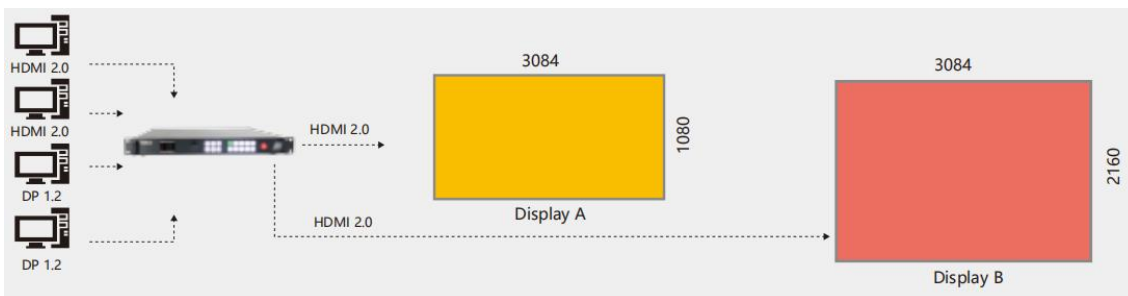 HDMI 2.0
HDMI 2.0
DP 1.2
DP 1.2
HDMI 2.0
HDMI 2.0
3084
1080
Display A
3084
2160
Display B